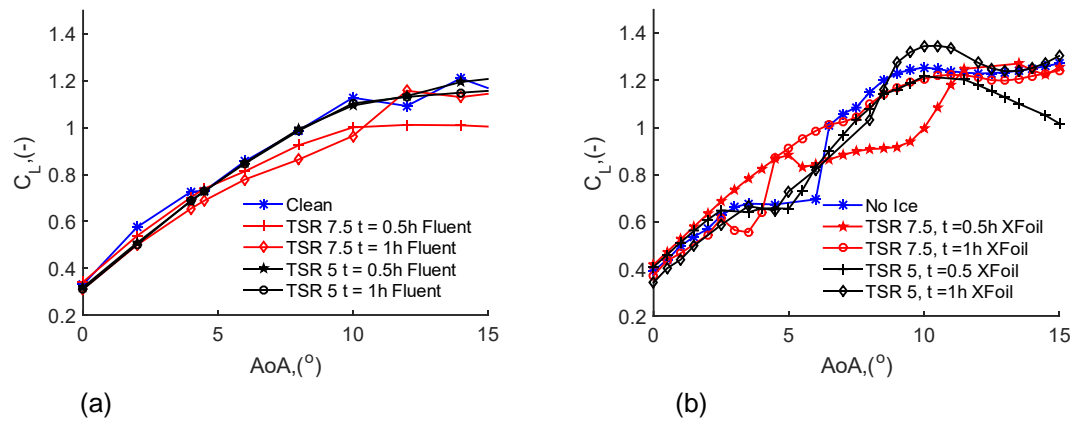 1.4
1.2
1
0.8
0.6
0.4
0.2
0
5
10
15
C_L,(-)
AoA,(°)
Clean
TSR 7.5 t = 0.5h Fluent
TSR 7.5 t = 1h Fluent
TSR 5 t = 0.5h Fluent
TSR 5 t = 1h Fluent
(a)
1.4
1.2
1
0.8
0.6
0.4
0.2
0
5
10
15
C_L,(-)
AoA,(°)
No Ice
TSR 7.5, t =0.5h XFoil
TSR 7.5, t=1h XFoil
TSR 5, t =0.5 XFoil
TSR 5, t =1h XFoil
(b)